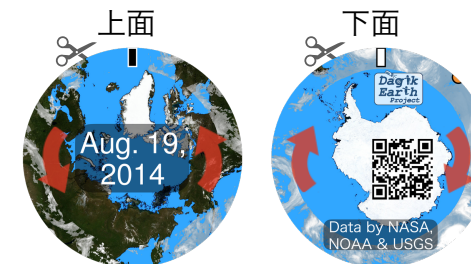 上面
下面
Aug. 19,
2014
Dagik
Earth
Project
Data by NASA,
NOAA & USGS